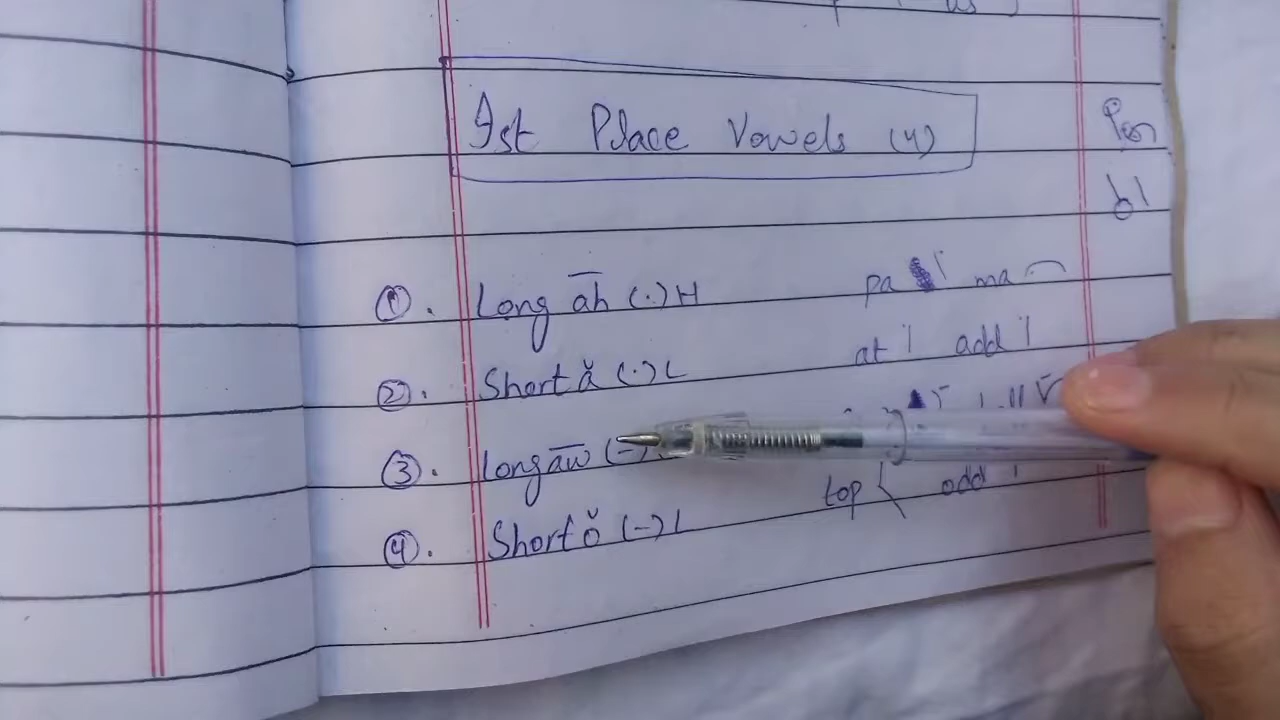 Ist Place Vowels (4)
① . Long āh (·) H pa ma
② . Short ă (·) L at add
③ . Long āw (-)
④ . Short ŏ (-) L top odd